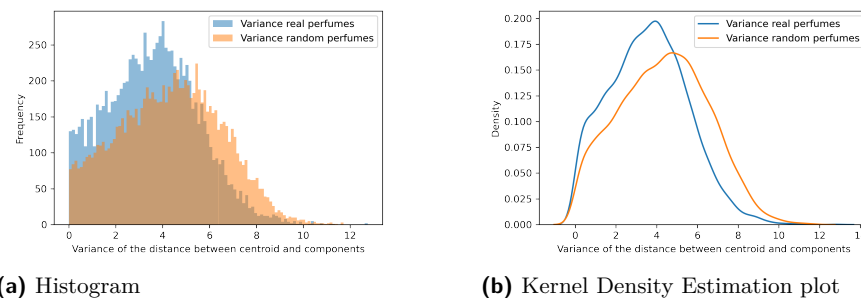 Variance real perfumes
Variance random perfumes
250
200
150
100
50
0
Frequency
0 2 4 6 8 10 12
Variance of the distance between centroid and components
(a) Histogram
Variance real perfumes
Variance random perfumes
0.200
0.175
0.150
0.125
0.100
0.075
0.050
0.025
0.000
Density
0 2 4 6 8 10 12
Variance of the distance between centroid and components
(b) Kernel Density Estimation plot